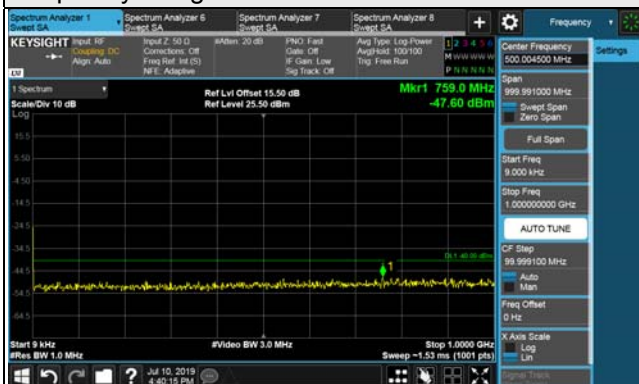 Spectrum Analyzer 1
Swept SA
Spectrum Analyzer 6
Swept SA
Spectrum Analyzer 7
Swept SA
Spectrum Analyzer 8
Swept SA
+
Frequency
KEYSIGHT
Input: RF
Coupling: DC
Align: Auto
Input Z: 50 Ω
Corrections: Off
Freq Ref: Int (S)
NFE: Adaptive
#Atten: 20 dB
PNO: Fast
Gate: Off
IF Gain: Low
Sig Track: Off
Avg Type: Log-Power
Avg|Hold: 100/100
Trig: Free Run
1 2 3 4 5 6
M W W W W W
P N N N N N
LXI
1 Spectrum
Scale/Div 10 dB
Log
Ref Lvl Offset 15.50 dB
Ref Level 25.50 dBm
Mkr1 759.0 MHz
-47.60 dBm
15.5
5.50
-4.50
-14.5
-24.5
-34.5
-44.5
-54.5
-64.5
DL1 -40.00 dBm
1
Start 9 kHz
#Res BW 1.0 MHz
#Video BW 3.0 MHz
Stop 1.0000 GHz
Sweep ~1.53 ms (1001 pts)
Center Frequency
500.004500 MHz
Settings
Span
999.991000 MHz
Swept Span
Zero Span
Full Span
Start Freq
9.000 kHz
Stop Freq
1.000000000 GHz
AUTO TUNE
CF Step
99.999100 MHz
Auto
Man
Freq Offset
0 Hz
X Axis Scale
Log
Lin
Signal Track
?
Jul 10, 2019
4:40:15 PM